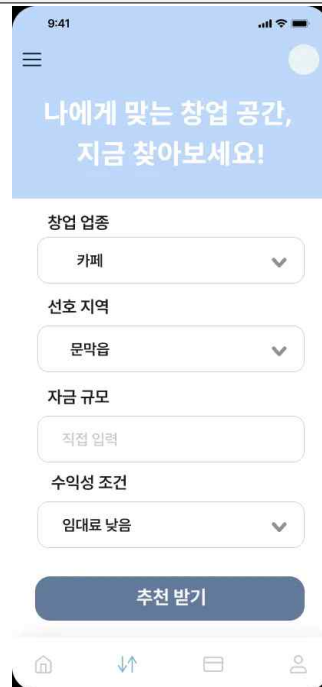 9:41
나에게 맞는 창업 공간,
지금 찾아보세요!
창업 업종
카페
선호 지역
문막읍
자금 규모
직접 입력
수익성 조건
임대료 낮음
추천 받기